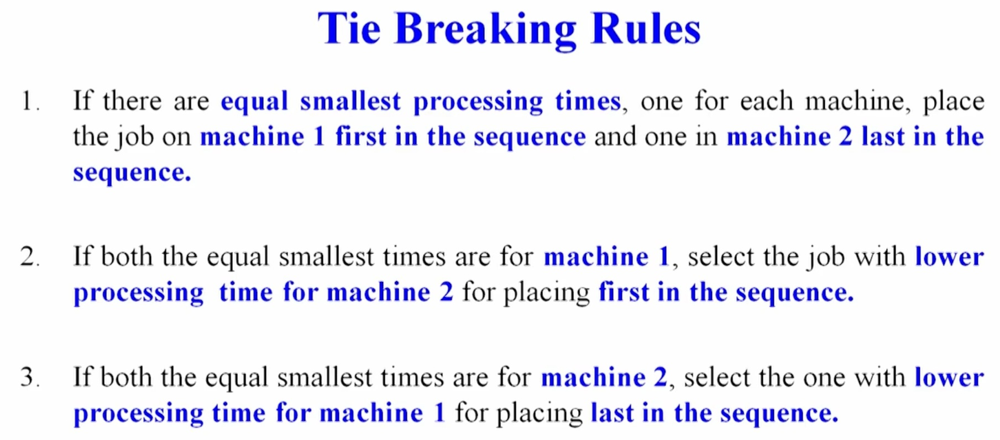 Tie Breaking Rules
1. If there are equal smallest processing times, one for each machine, place
the job on machine 1 first in the sequence and one in machine 2 last in the
sequence.
2. If both the equal smallest times are for machine 1, select the job with lower
processing time for machine 2 for placing first in the sequence.
3. If both the equal smallest times are for machine 2, select the one with lower
processing time for machine 1 for placing last in the sequence.